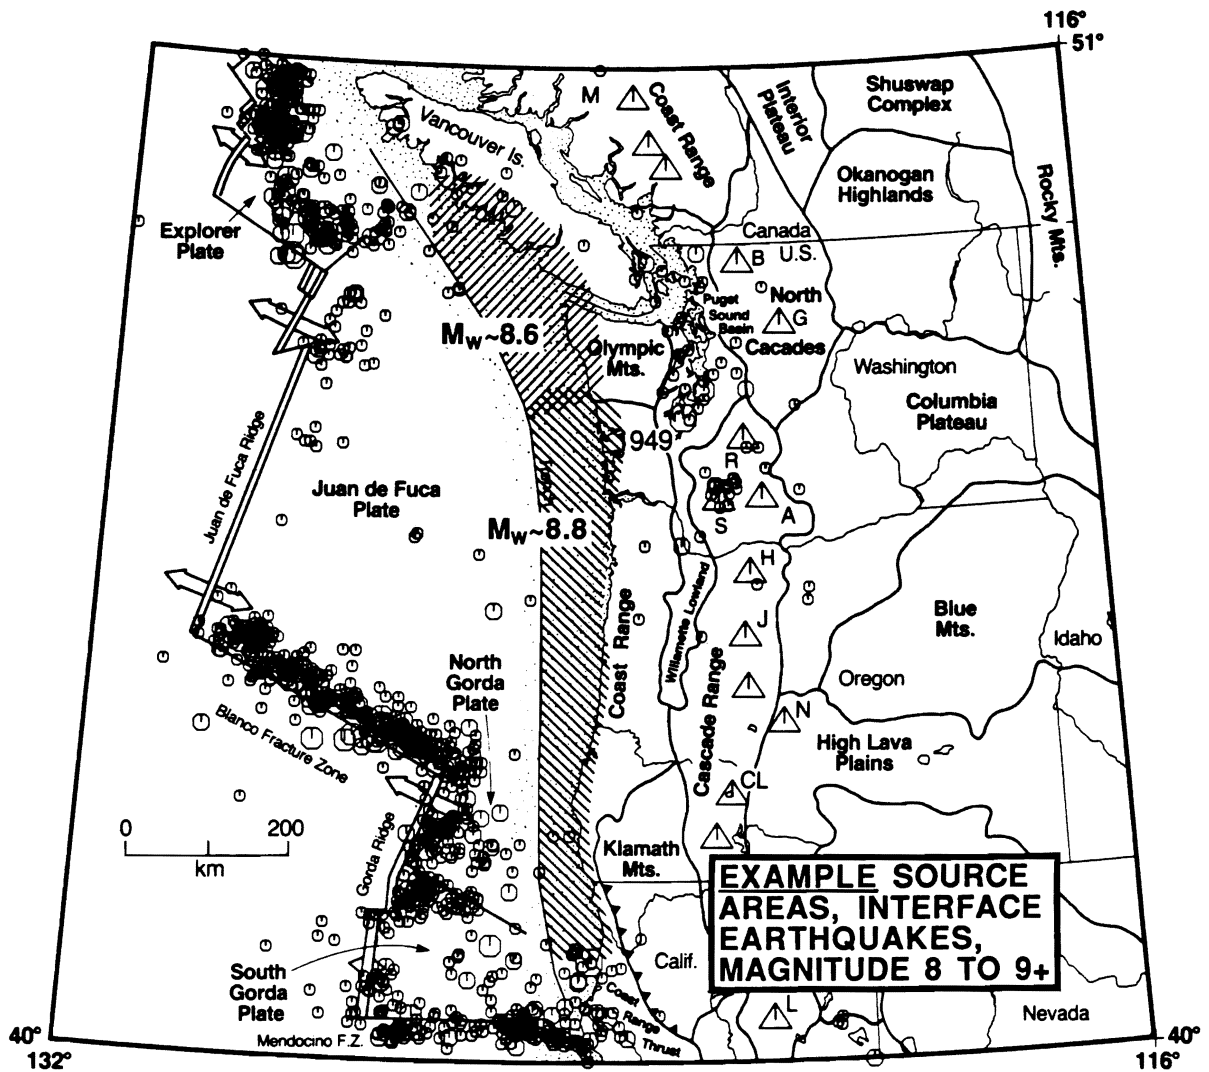 116°
51°
Shuswap
Complex
Interior
Plateau
M
Coast Range
Vancouver Is.
Okanogan
Highlands
Rocky Mts.
Explorer
Plate
Canada
U.S.
B
North
G
Cacades
Puget
Sound
Basin
Mw~8.6
Olympic
Mts.
Washington
Columbia
Plateau
1949
R
Juan de Fuca Ridge
Juan de Fuca
Plate
A
S
Mw~8.8
H
Willamette Lowland
J
Blue
Mts.
Idaho
Coast Range
North
Gorda
Plate
Oregon
Cascade Range
N
Blanco Fracture Zone
High Lava
Plains
CL
0 200
km
Gorda Ridge
Klamath
Mts.
EXAMPLE SOURCE
AREAS, INTERFACE
EARTHQUAKES,
MAGNITUDE 8 TO 9+
Calif.
South
Gorda
Plate
Coast
Range
Thrust
L
Nevada
Mendocino F.Z.
40°
132°
40°
116°